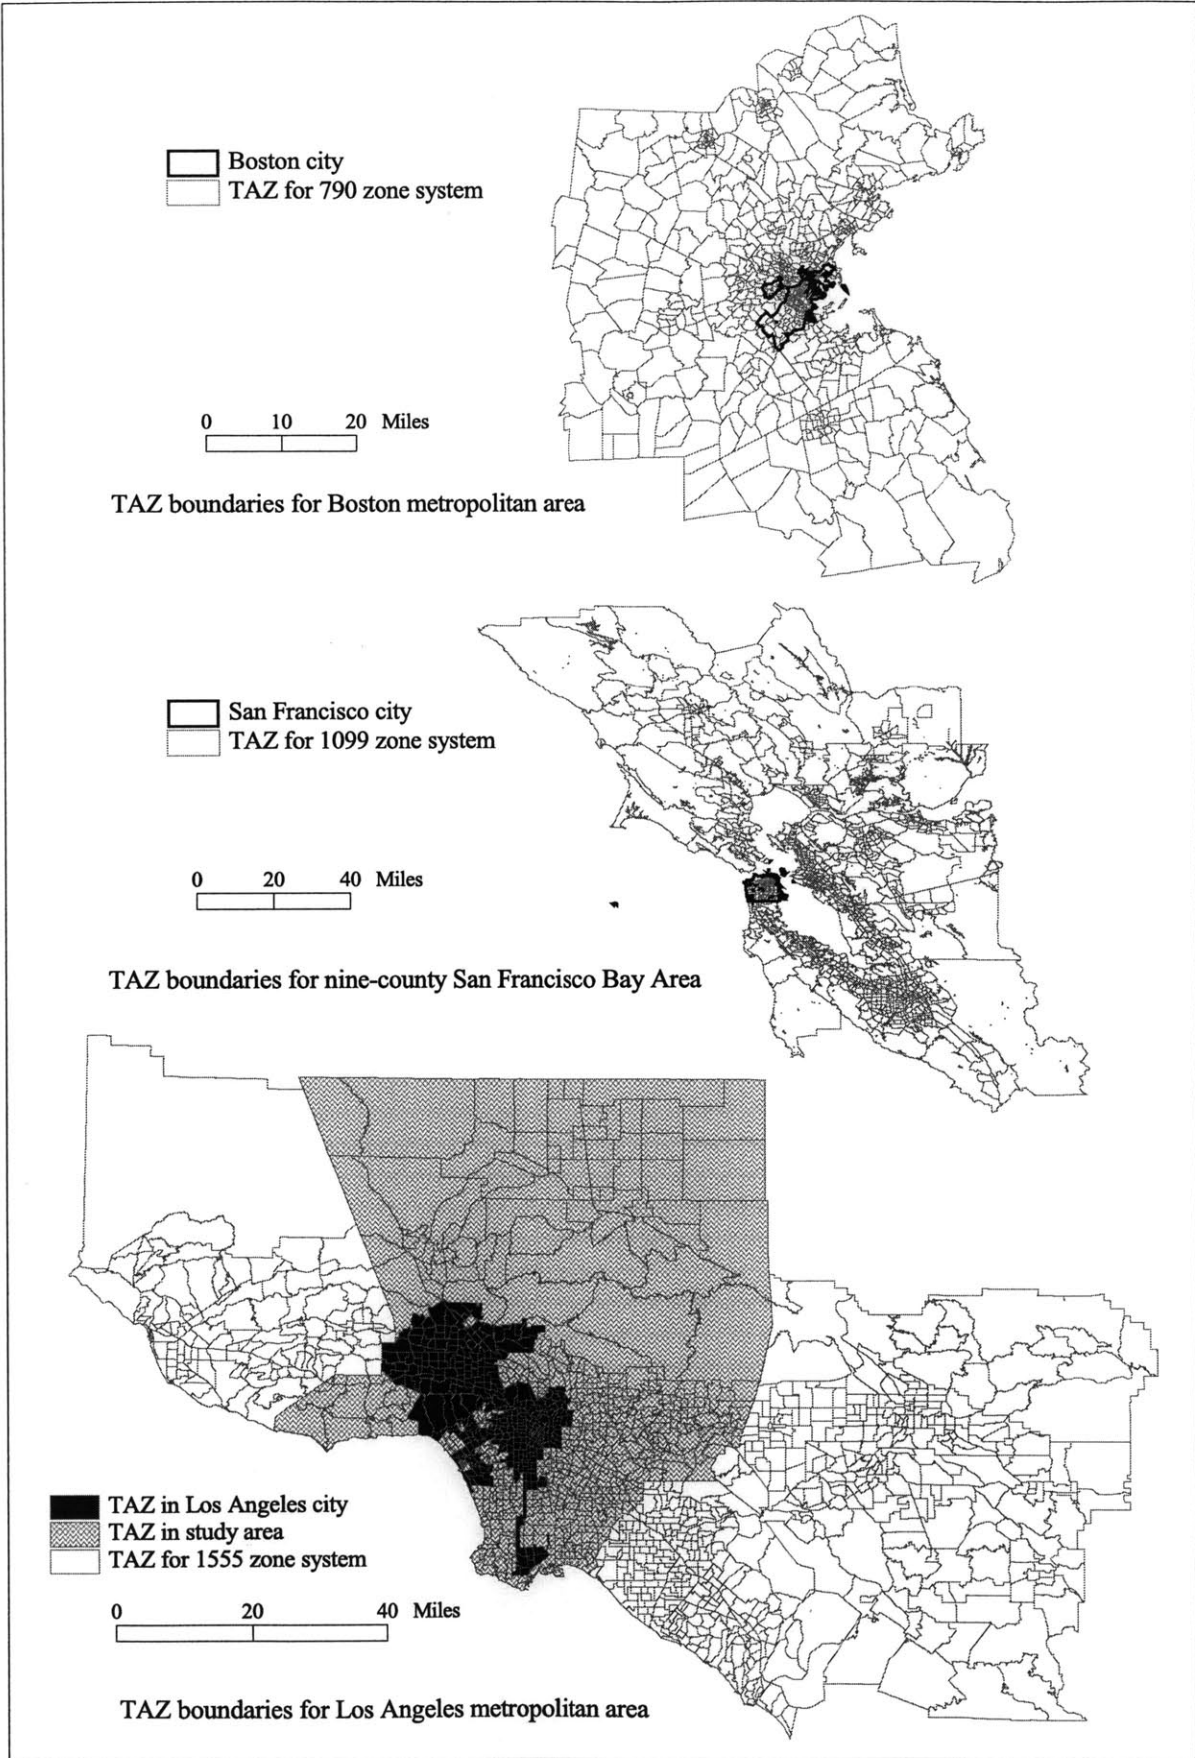 Boston city
TAZ for 790 zone system
0 10 20 Miles
TAZ boundaries for Boston metropolitan area
San Francisco city
TAZ for 1099 zone system
0 20 40 Miles
TAZ boundaries for nine-county San Francisco Bay Area
TAZ in Los Angeles city
TAZ in study area
TAZ for 1555 zone system
0 20 40 Miles
TAZ boundaries for Los Angeles metropolitan area